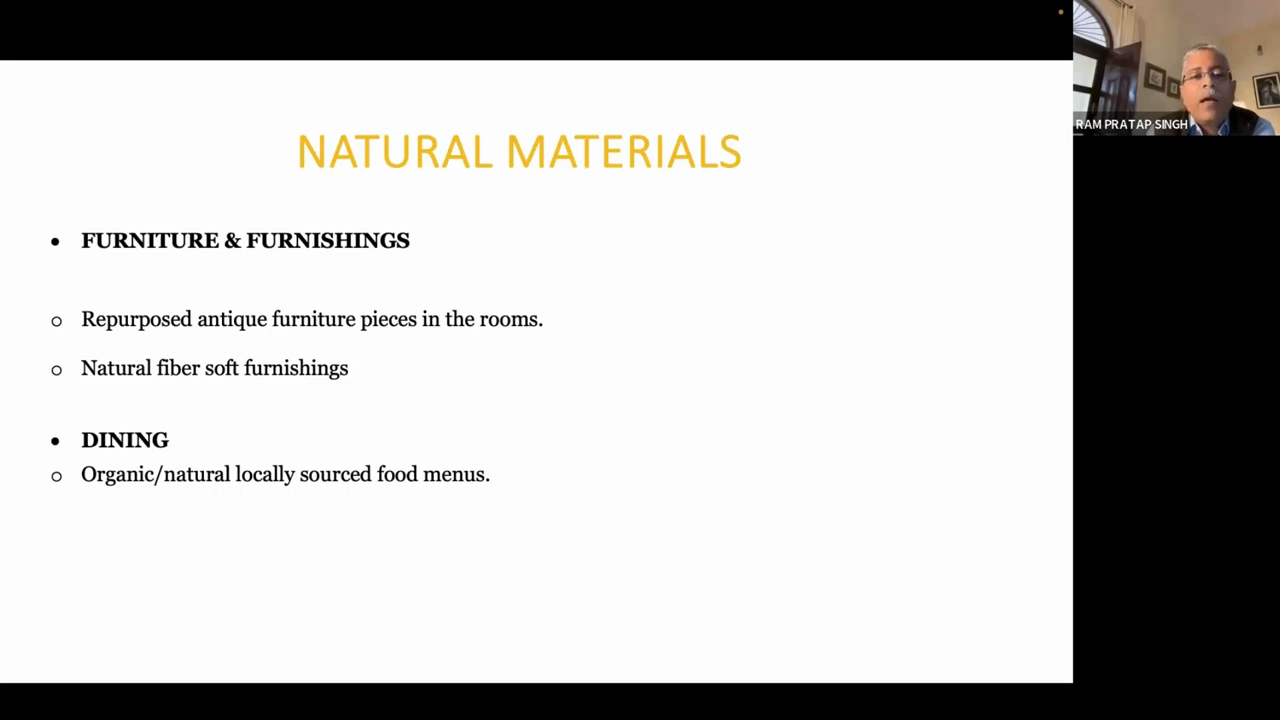 NATURAL MATERIALS
• FURNITURE & FURNISHINGS
o Repurposed antique furniture pieces in the rooms.
o Natural fiber soft furnishings
• DINING
o Organic/natural locally sourced food menus.
RAM PRATAP SINGH